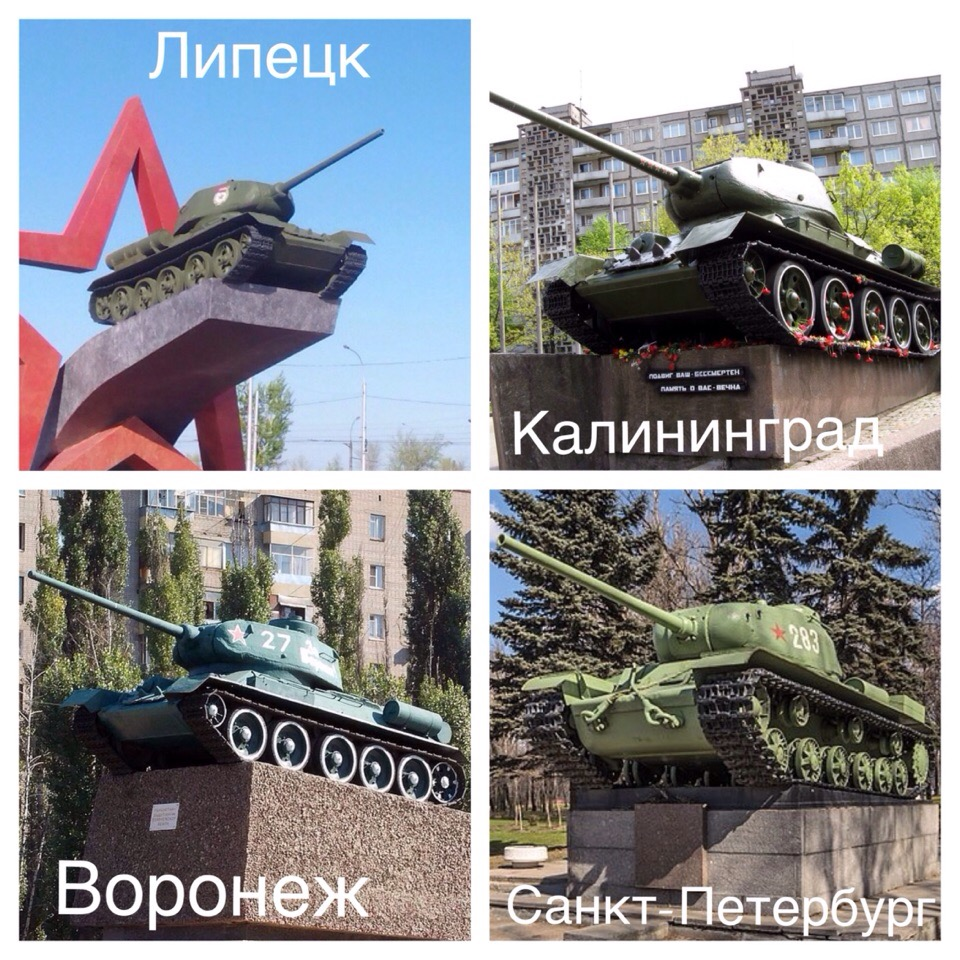 Липецк
ПОДВИГ ВАШ-БЕССМЕРТЕН
ПАМЯТЬ О ВАС-ВЕЧНА
Калининград
27
Воронеж
283
Санкт-Петербург